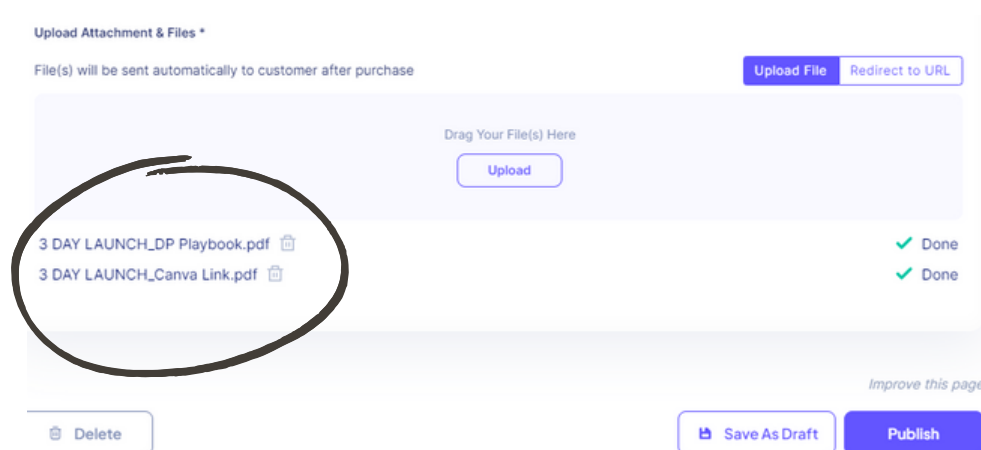 Upload Attachment & Files *
File(s) will be sent automatically to customer after purchase
Upload File
Redirect to URL
Drag Your File(s) Here
Upload
3 DAY LAUNCH_DP Playbook.pdf
Done
3 DAY LAUNCH_Canva Link.pdf
Done
Improve this page
Delete
Save As Draft
Publish